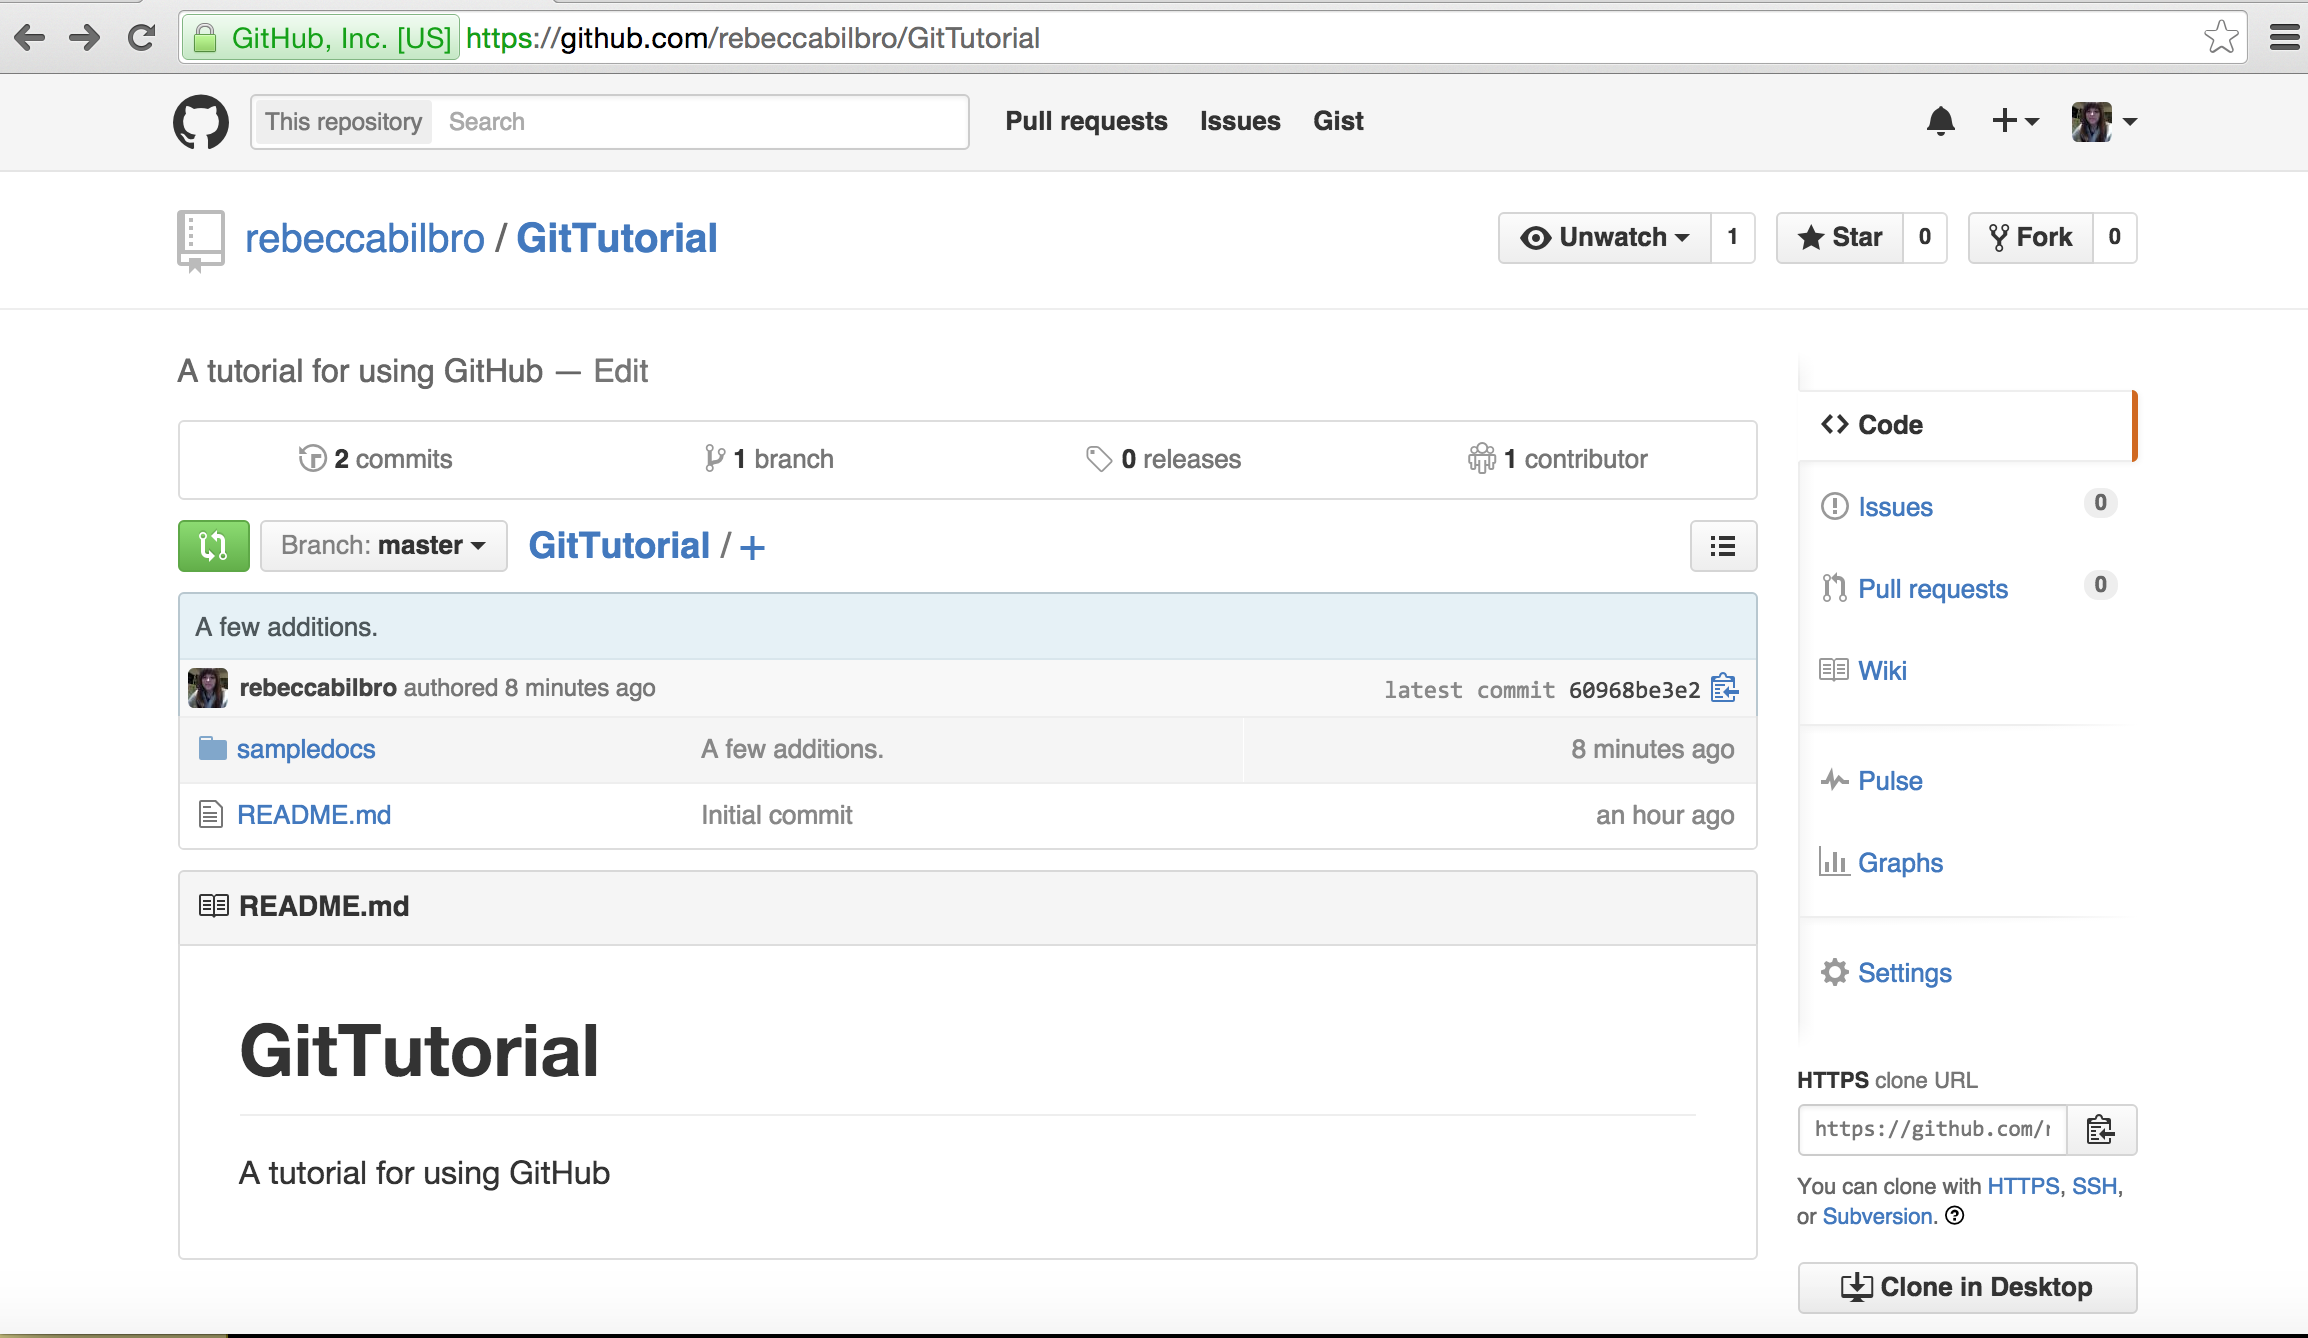 GitHub, Inc. [US] https://github.com/rebeccabilbro/GitTutorial
This repository Search Pull requests Issues Gist
rebeccabilbro / GitTutorial Unwatch 1 Star 0 Fork 0
A tutorial for using GitHub — Edit
2 commits 1 branch 0 releases 1 contributor
Branch: master GitTutorial / +
A few additions.
rebeccabilbro authored 8 minutes ago latest commit 60968be3e2
sampledocs A few additions. 8 minutes ago
README.md Initial commit an hour ago
README.md
GitTutorial
A tutorial for using GitHub
Code
Issues 0
Pull requests 0
Wiki
Pulse
Graphs
Settings
HTTPS clone URL
https://github.com/r
You can clone with HTTPS, SSH,
or Subversion.
Clone in Desktop